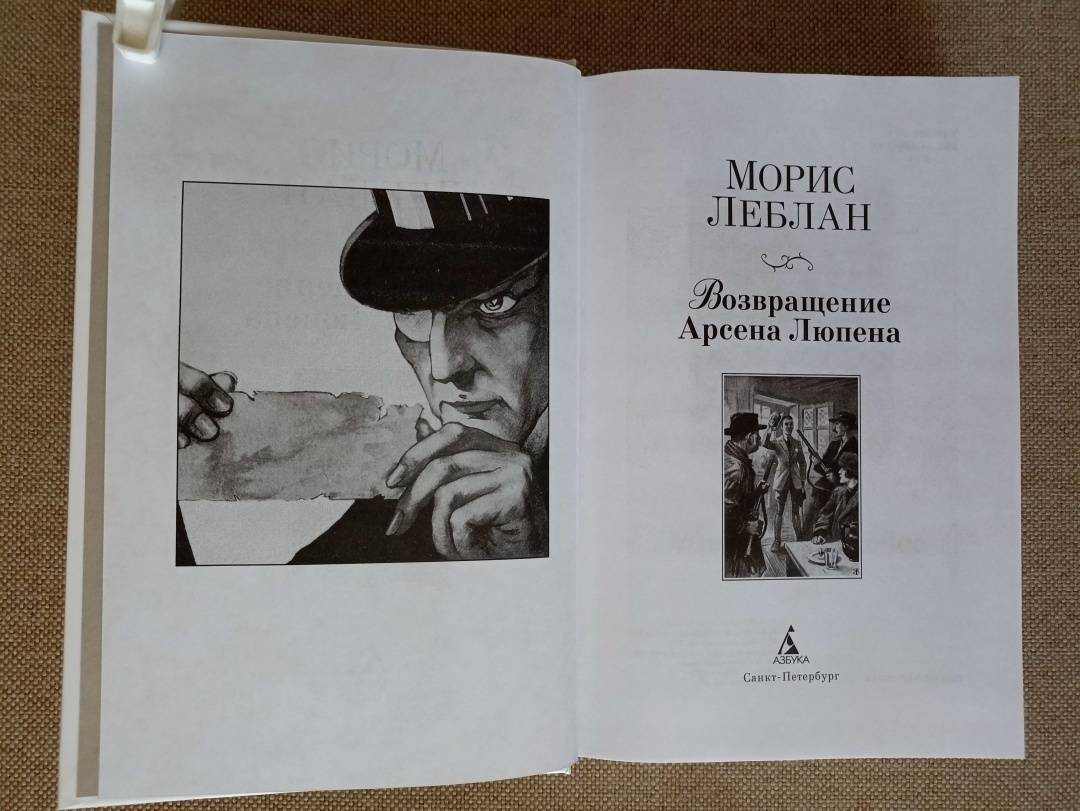 Морис
Леблан
Возвращение
Арсена Люпена
АЗБУКА
Санкт-Петербург